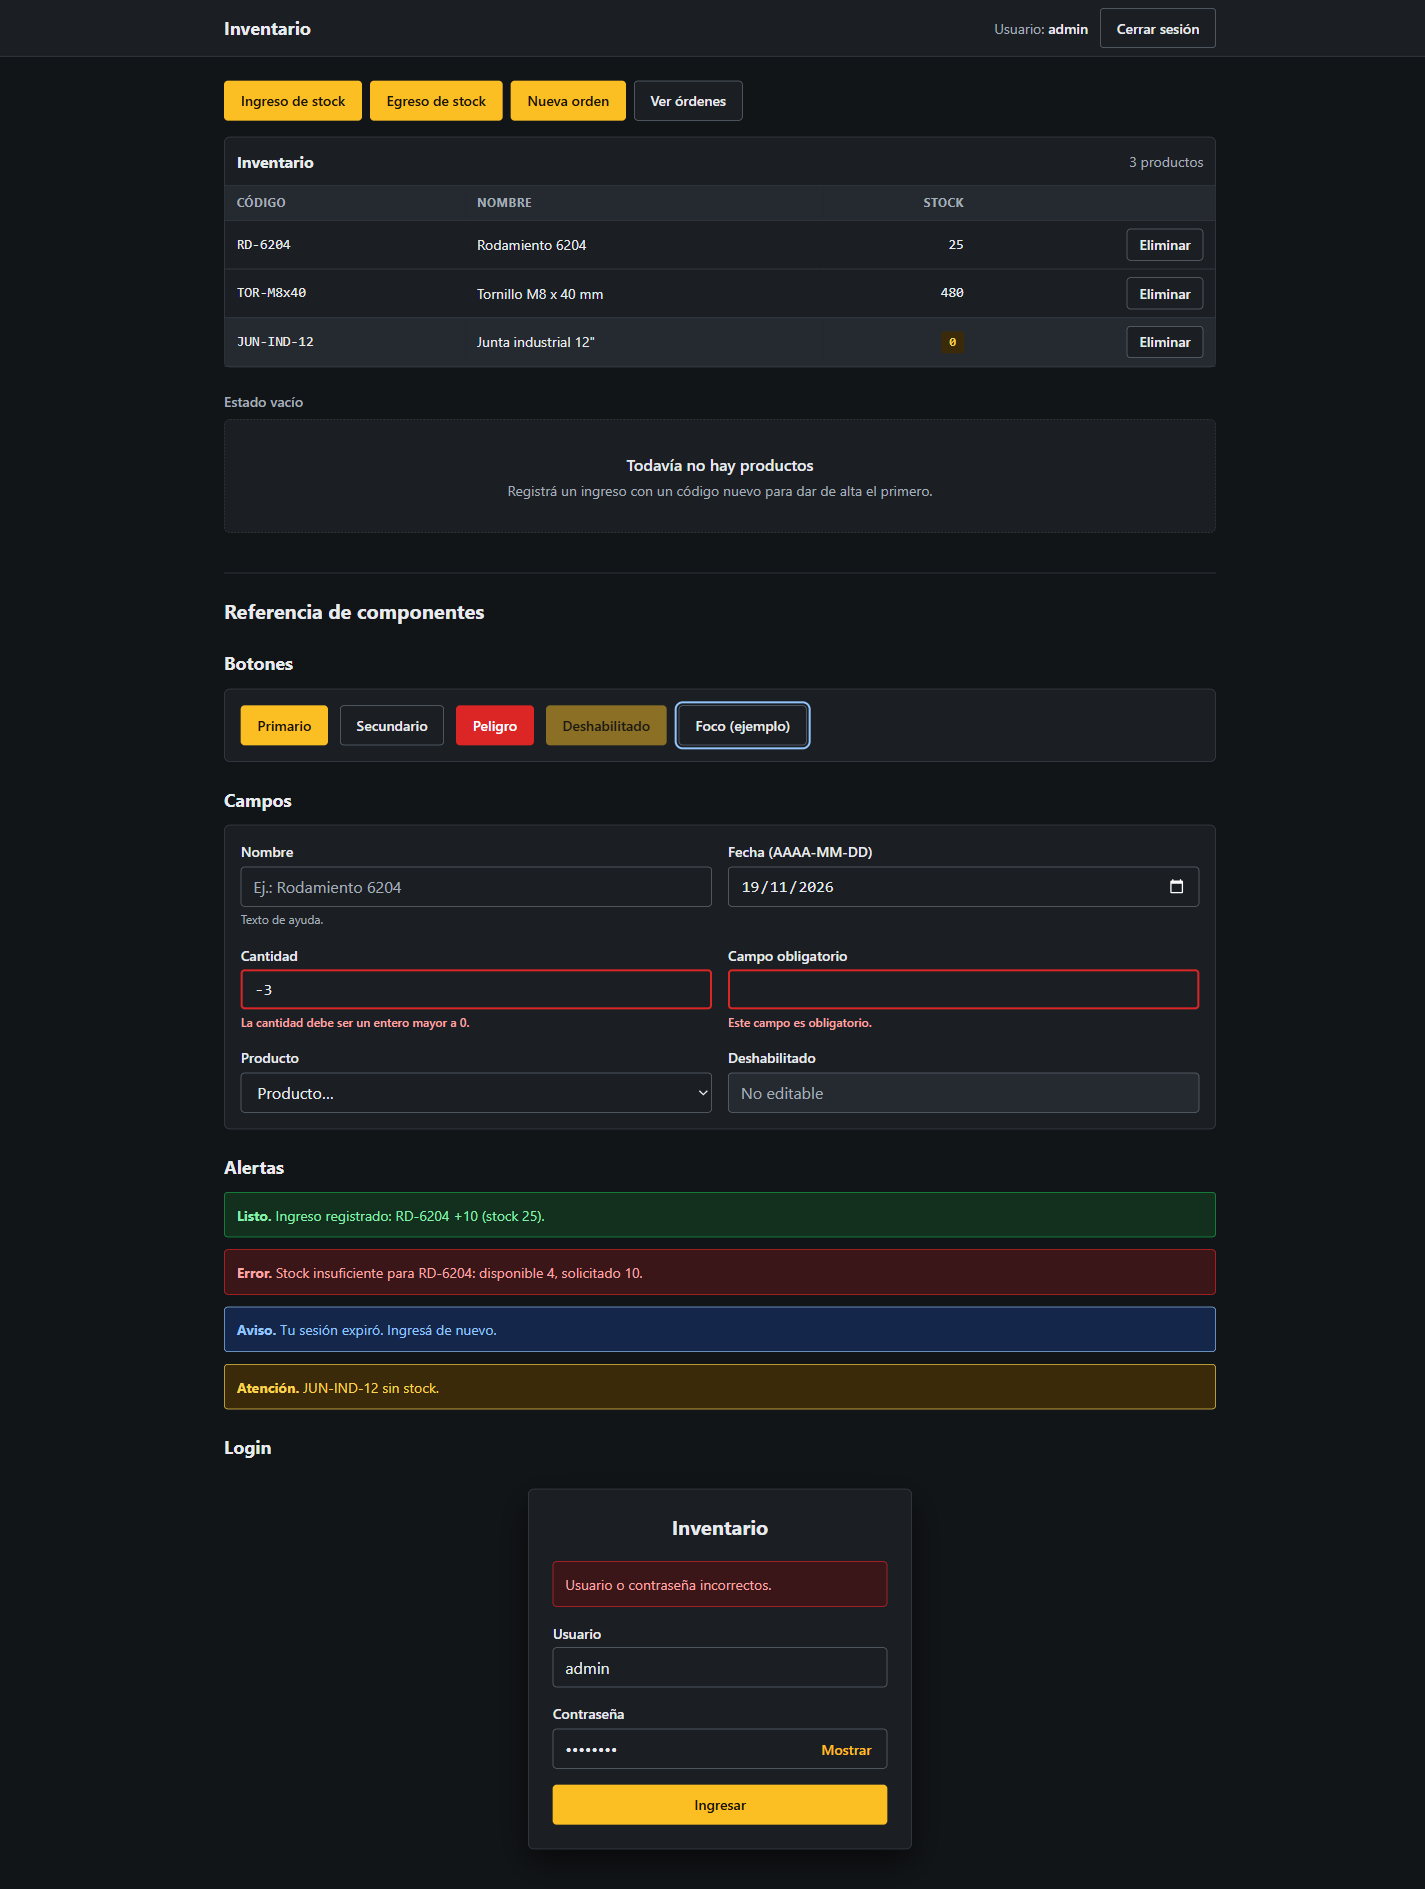 Inventario
Usuario: admin
Cerrar sesión
Ingreso de stock
Egreso de stock
Nueva orden
Ver órdenes
Inventario
3 productos
CÓDIGO NOMBRE STOCK
RD-6204 Rodamiento 6204 25 Eliminar
TOR-M8x40 Tornillo M8 x 40 mm 480 Eliminar
JUN-IND-12 Junta industrial 12" 0 Eliminar
Estado vacío
Todavía no hay productos
Registrá un ingreso con un código nuevo para dar de alta el primero.
Referencia de componentes
Botones
Primario
Secundario
Peligro
Deshabilitado
Foco (ejemplo)
Campos
Nombre
Ej.: Rodamiento 6204
Texto de ayuda.
Fecha (AAAA-MM-DD)
19/11/2026
Cantidad
-3
La cantidad debe ser un entero mayor a 0.
Campo obligatorio
Este campo es obligatorio.
Producto
Producto...
Deshabilitado
No editable
Alertas
Listo. Ingreso registrado: RD-6204 +10 (stock 25).
Error. Stock insuficiente para RD-6204: disponible 4, solicitado 10.
Aviso. Tu sesión expiró. Ingresá de nuevo.
Atención. JUN-IND-12 sin stock.
Login
Inventario
Usuario o contraseña incorrectos.
Usuario
admin
Contraseña
•••••••• Mostrar
Ingresar